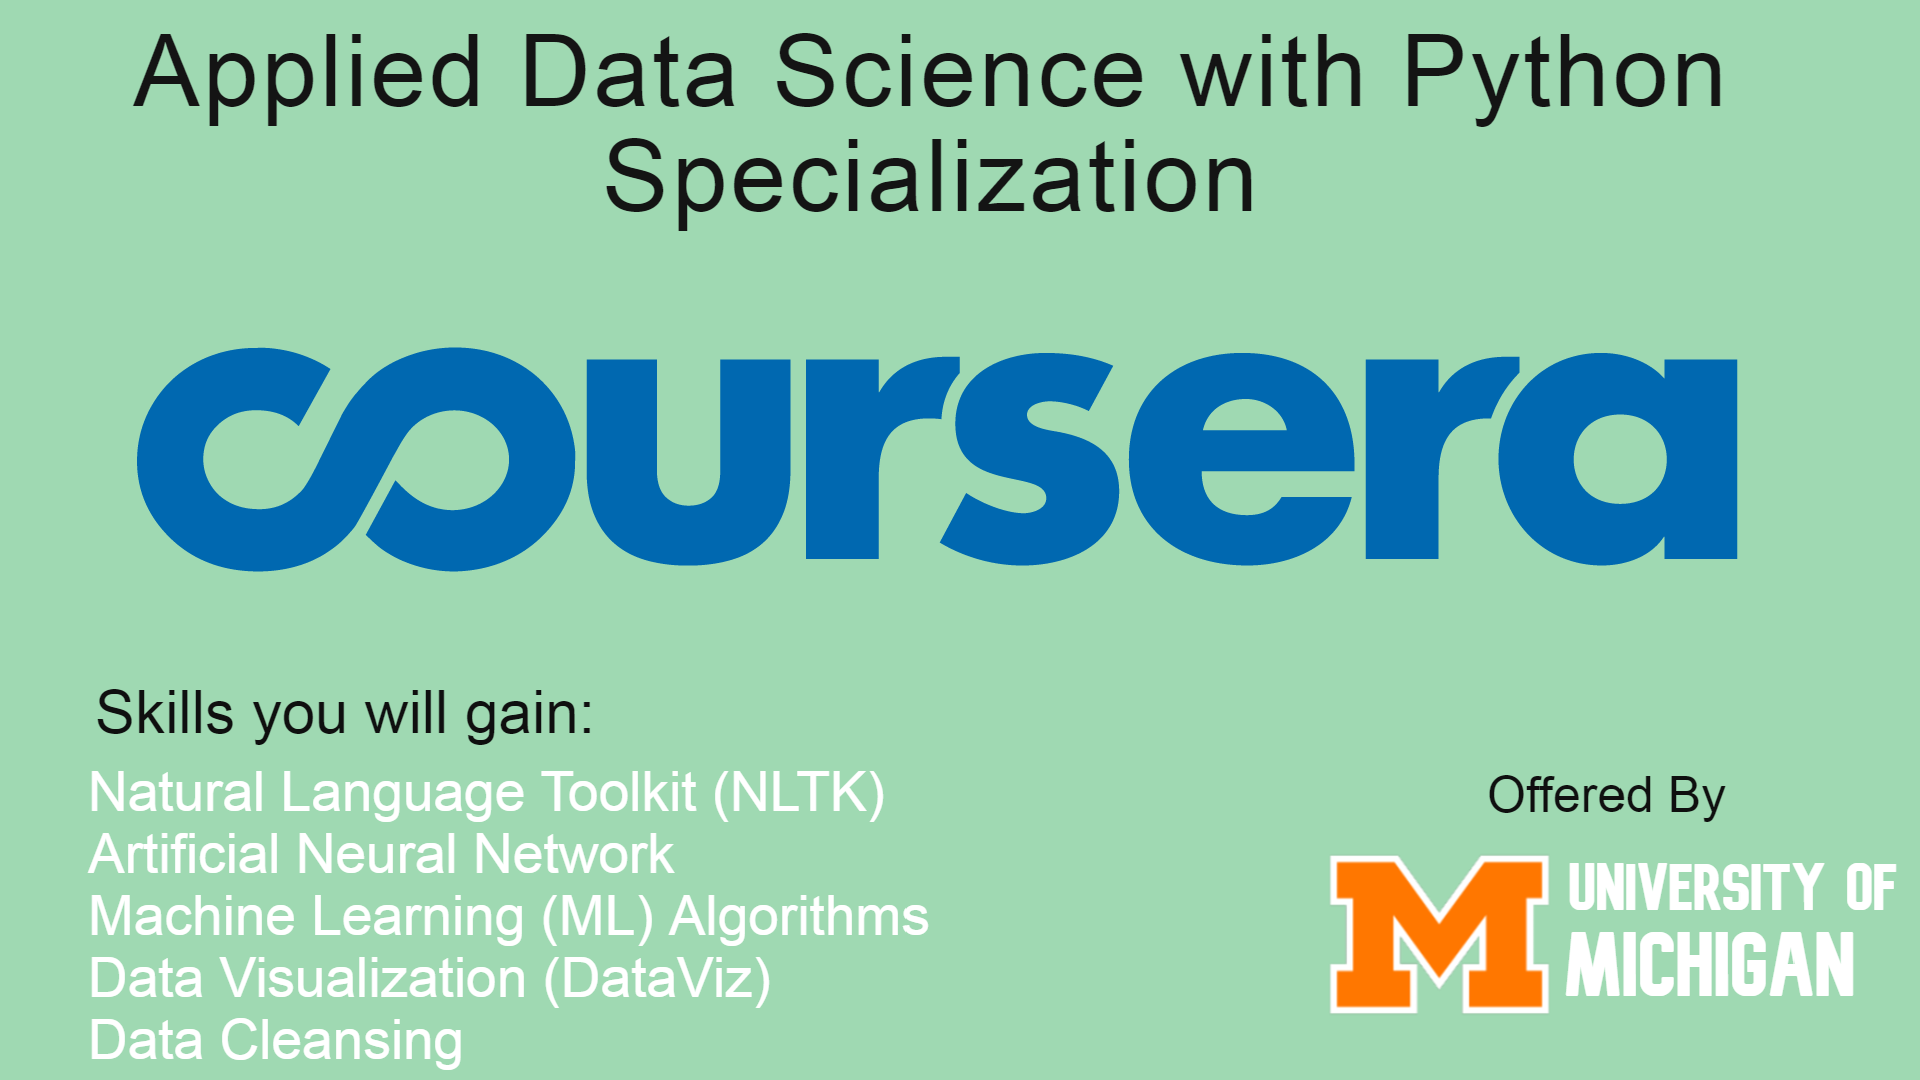 Applied Data Science with Python
Specialization
coursera
Skills you will gain:
Natural Language Toolkit (NLTK)
Artificial Neural Network
Machine Learning (ML) Algorithms
Data Visualization (DataViz)
Data Cleansing
Offered By
M
UNIVERSITY OF
MICHIGAN